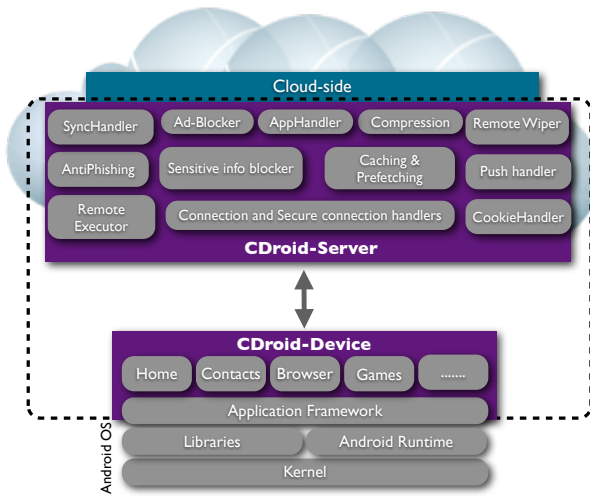 Cloud-side
SyncHandler
Ad-Blocker
AppHandler
Compression
Remote Wiper
AntiPhishing
Sensitive info blocker
Caching &
Prefetching
Push handler
Remote
Executor
Connection and Secure connection handlers
CookieHandler
CDroid-Server
CDroid-Device
Home
Contacts
Browser
Games
.......
Application Framework
Android OS
Libraries
Android Runtime
Kernel